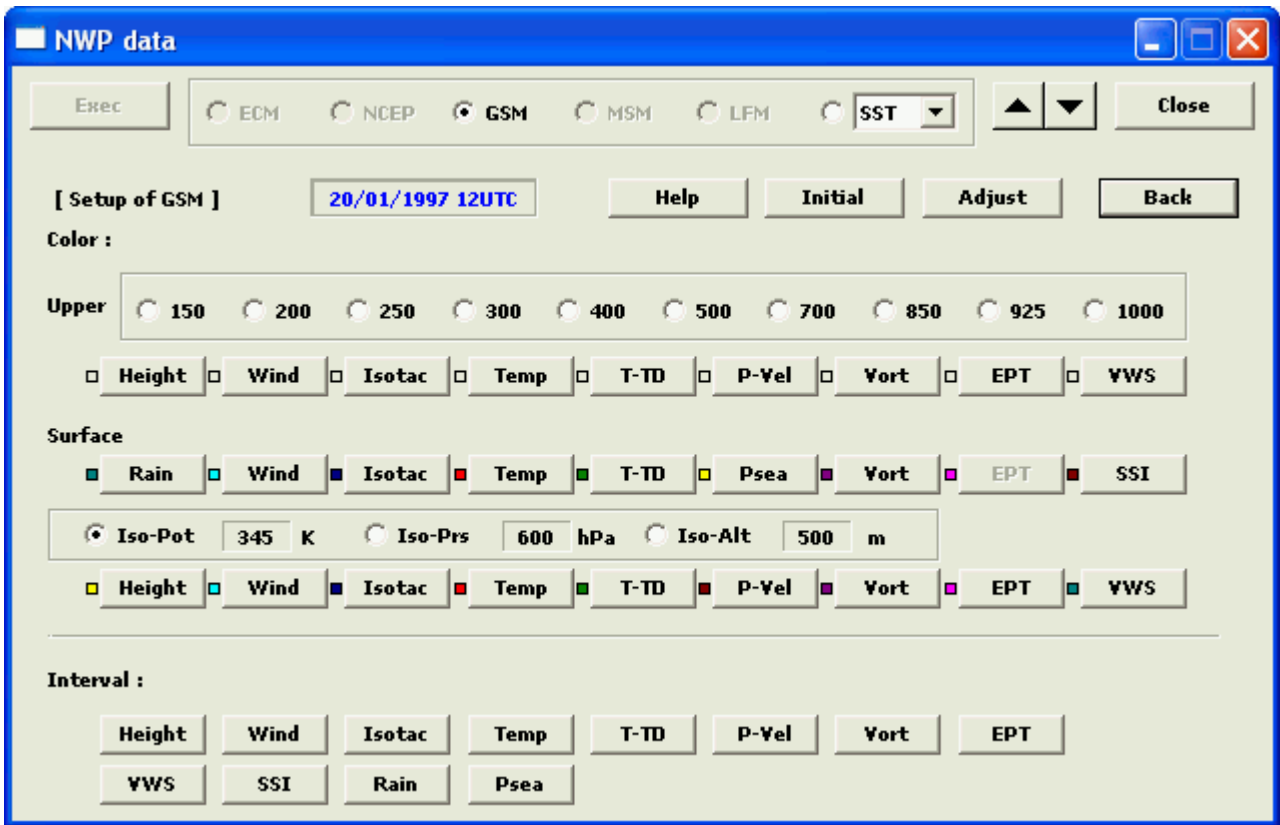 NWP data
Exec ECM NCEP GSM MSM LFM SST Close
[ Setup of GSM ] 20/01/1997 12UTC Help Initial Adjust Back
Color :
Upper 150 200 250 300 400 500 700 850 925 1000
Height Wind Isotac Temp T-TD P-Vel Vort EPT VWS
Surface
Rain Wind Isotac Temp T-TD Psea Vort EPT SSI
Iso-Pot 345 K Iso-Prs 600 hPa Iso-Alt 500 m
Height Wind Isotac Temp T-TD P-Vel Vort EPT VWS
Interval :
Height Wind Isotac Temp T-TD P-Vel Vort EPT
VWS SSI Rain Psea